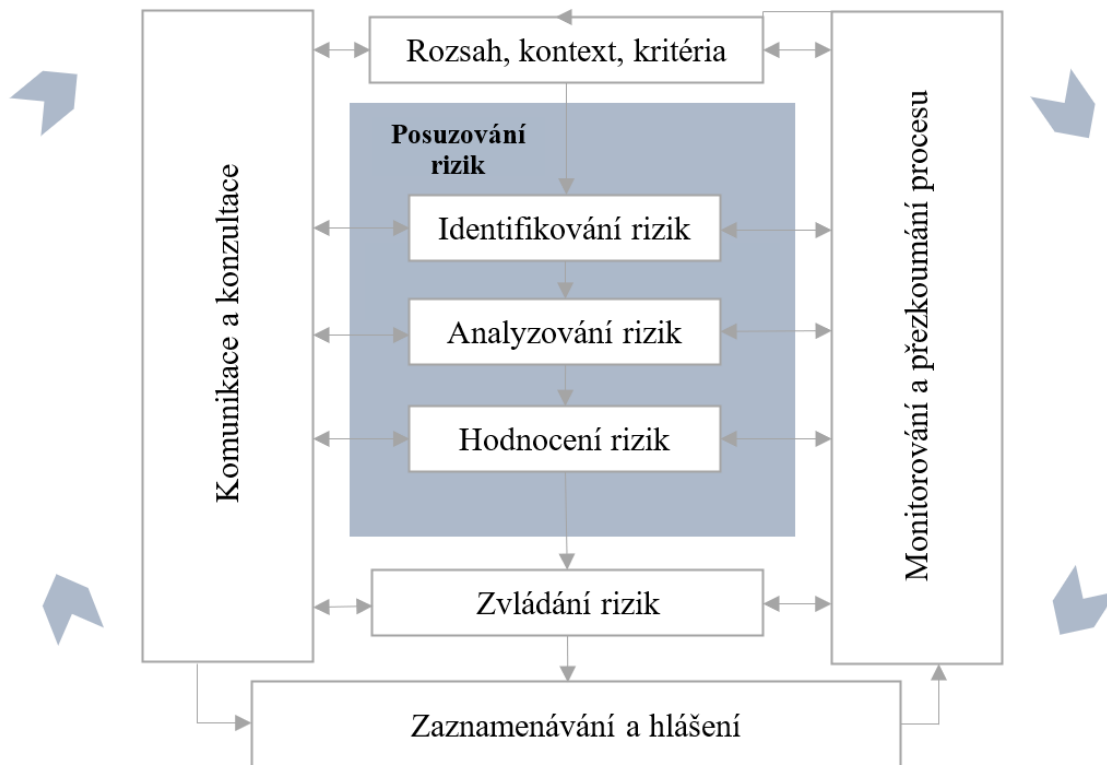 Rozsah, kontext, kritéria
Posuzování
rizik
Identifikování rizik
Analyzování rizik
Hodnocení rizik
Zvládání rizik
Zaznamenávání a hlášení
Komunikace a konzultace
Monitorování a přezkoumání procesu